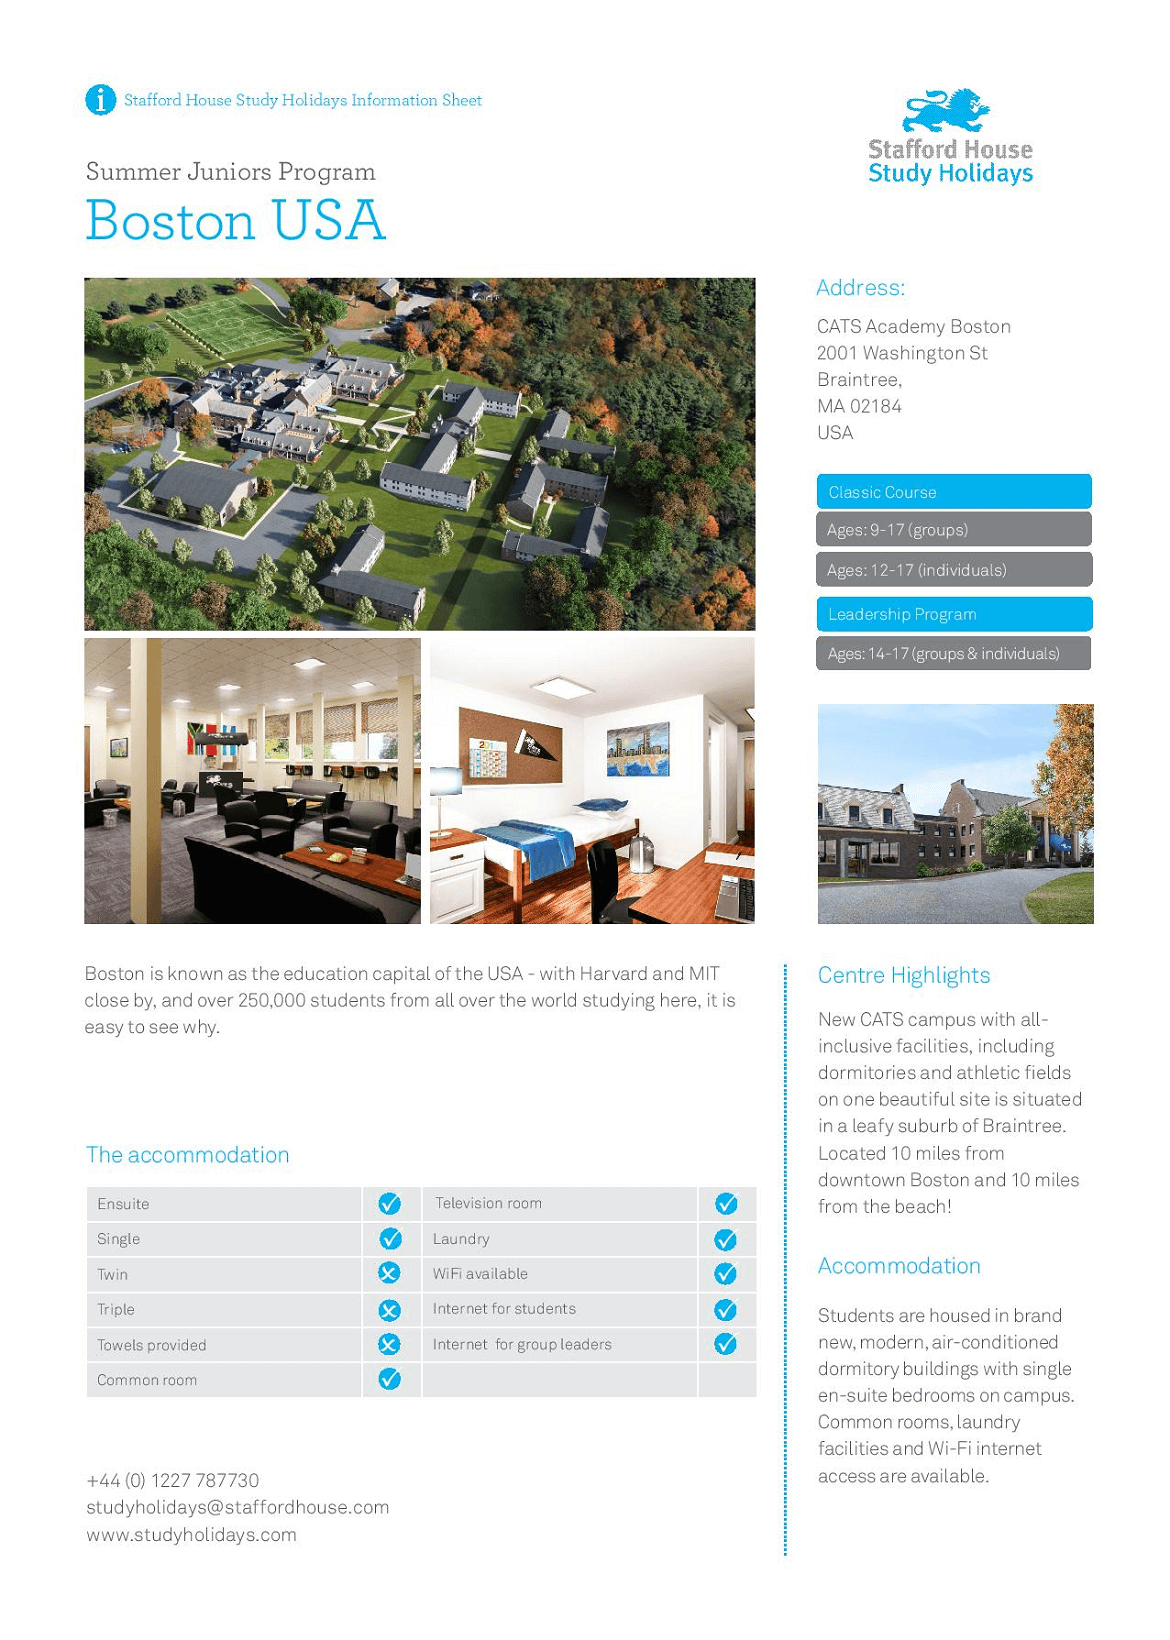 i Stafford House Study Holidays Information Sheet
Stafford House
Study Holidays
Summer Juniors Program
Boston USA
Address:
CATS Academy Boston
2001 Washington St
Braintree,
MA 02184
USA
Classic Course
Ages: 9-17 (groups)
Ages: 12-17 (individuals)
Leadership Program
Ages: 14-17 (groups & individuals)
Boston is known as the education capital of the USA - with Harvard and MIT
close by, and over 250,000 students from all over the world studying here, it is
easy to see why.
The accommodation
Ensuite
Television room
Single
Laundry
Twin
WiFi available
Triple
Internet for students
Towels provided
Internet for group leaders
Common room
+44 (0) 1227 787730
studyholidays@staffordhouse.com
www.studyholidays.com
Centre Highlights
New CATS campus with all-
inclusive facilities, including
dormitories and athletic fields
on one beautiful site is situated
in a leafy suburb of Braintree.
Located 10 miles from
downtown Boston and 10 miles
from the beach!
Accommodation
Students are housed in brand
new, modern, air-conditioned
dormitory buildings with single
en-suite bedrooms on campus.
Common rooms, laundry
facilities and Wi-Fi internet
access are available.